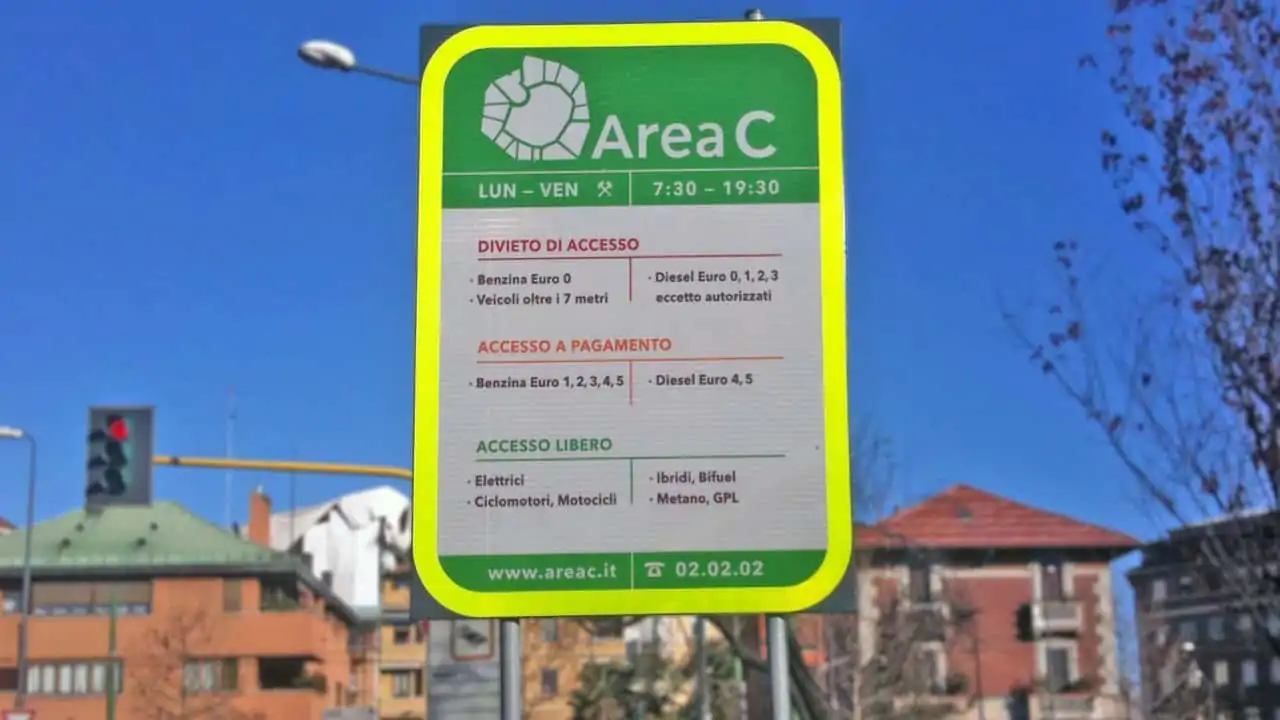 Area C
LUN – VEN ⚒ 7:30 – 19:30
DIVIETO DI ACCESSO
· Benzina Euro 0
· Veicoli oltre i 7 metri
· Diesel Euro 0, 1, 2, 3
eccetto autorizzati
ACCESSO A PAGAMENTO
· Benzina Euro 1, 2, 3, 4, 5
· Diesel Euro 4, 5
ACCESSO LIBERO
· Elettrici
· Ciclomotori, Motocicli
· Ibridi, Bifuel
· Metano, GPL
www.areac.it ☎ 02.02.02